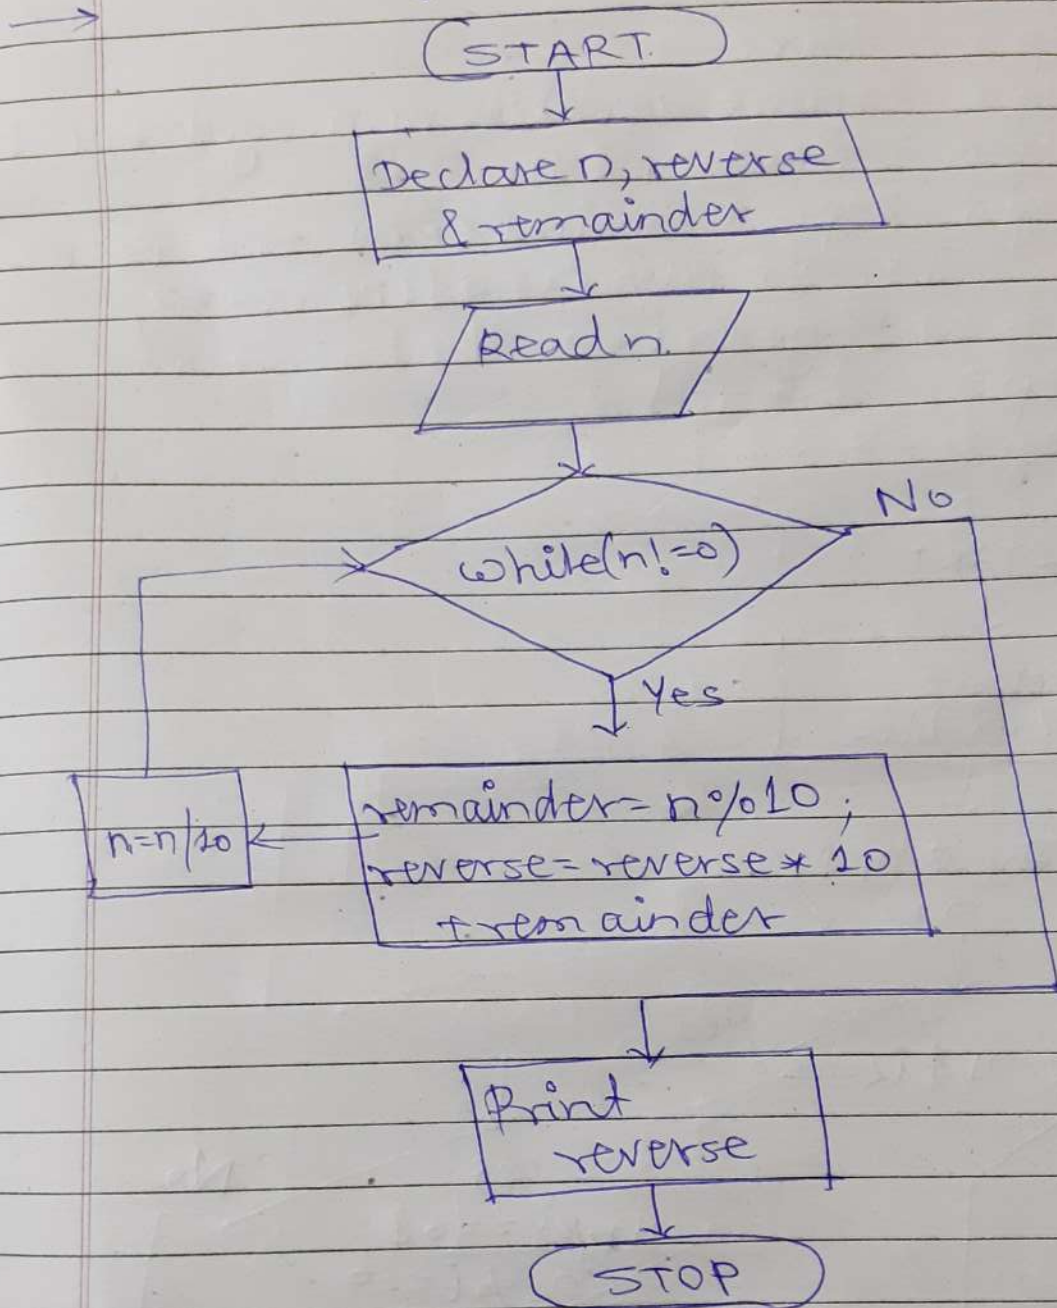 START.
Declare n, reverse
& remainder
Read n.
while(n!=0)
No
Yes
remainder = n%10;
reverse = reverse * 10
+ remainder
n=n/10
Print
reverse
STOP